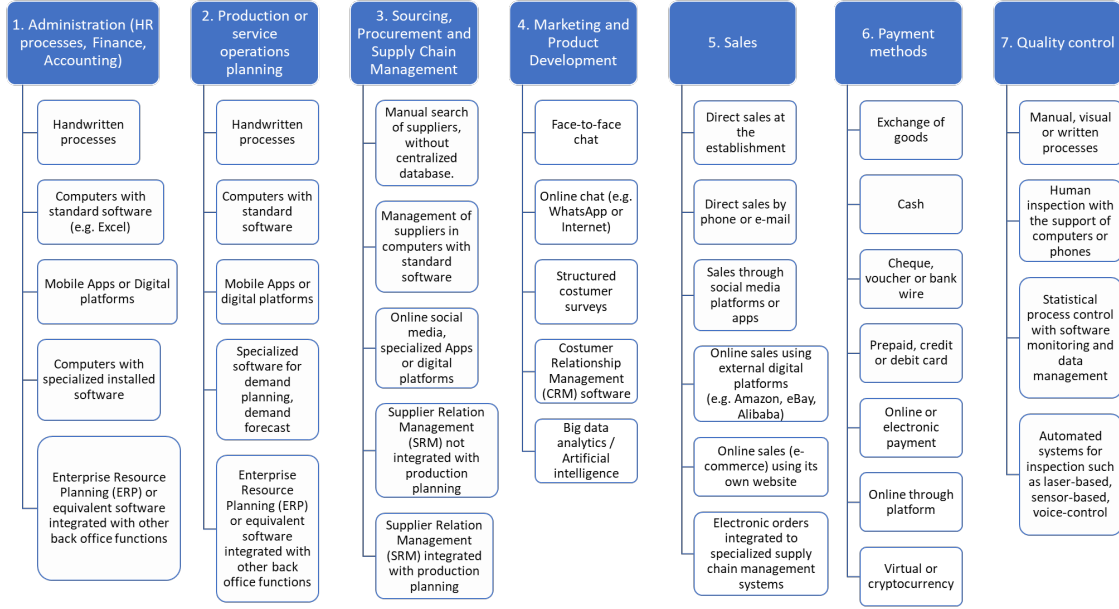 1. Administration (HR
processes, Finance,
Accounting)
Handwritten
processes
Computers with
standard software
(e.g. Excel)
Mobile Apps or Digital
platforms
Computers with
specialized installed
software
Enterprise Resource
Planning (ERP) or
equivalent software
integrated with other
back office functions
2. Production or
service
operations
planning
Handwritten
processes
Computers with
standard
software
Mobile Apps or
digital platforms
Specialized
software for
demand
planning,
demand
forecast
Enterprise
Resource
Planning (ERP)
or equivalent
software
integrated with
other back
office functions
3. Sourcing,
Procurement and
Supply Chain
Management
Manual search
of suppliers,
without
centralized
database.
Management of
suppliers in
computers with
standard
software
Online social
media,
specialized Apps
or digital
platforms
Supplier Relation
Management
(SRM) not
integrated with
production
planning
Supplier Relation
Management
(SRM) integrated
with production
planning
4. Marketing and
Product
Development
Face-to-face
chat
Online chat (e.g.
WhatsApp or
Internet)
Structured
costumer
surveys
Costumer
Relationship
Management
(CRM) software
Big data
analytics /
Artificial
intelligence
5. Sales
Direct sales at
the
establishment
Direct sales by
phone or e-mail
Sales through
social media
platforms or
apps
Online sales using
external digital
platforms
(e.g. Amazon, eBay,
Alibaba)
Online sales (e-
commerce) using its
own website
Electronic orders
integrated to
specialized supply
chain management
systems
6. Payment
methods
Exchange of
goods
Cash
Cheque,
voucher or bank
wire
Prepaid, credit
or debit card
Online or
electronic
payment
Online through
platform
Virtual or
cryptocurrency
7. Quality control
Manual, visual
or written
processes
Human
inspection with
the support of
computers or
phones
Statistical
process control
with software
monitoring and
data
management
Automated
systems for
inspection such
as laser-based,
sensor-based,
voice-control